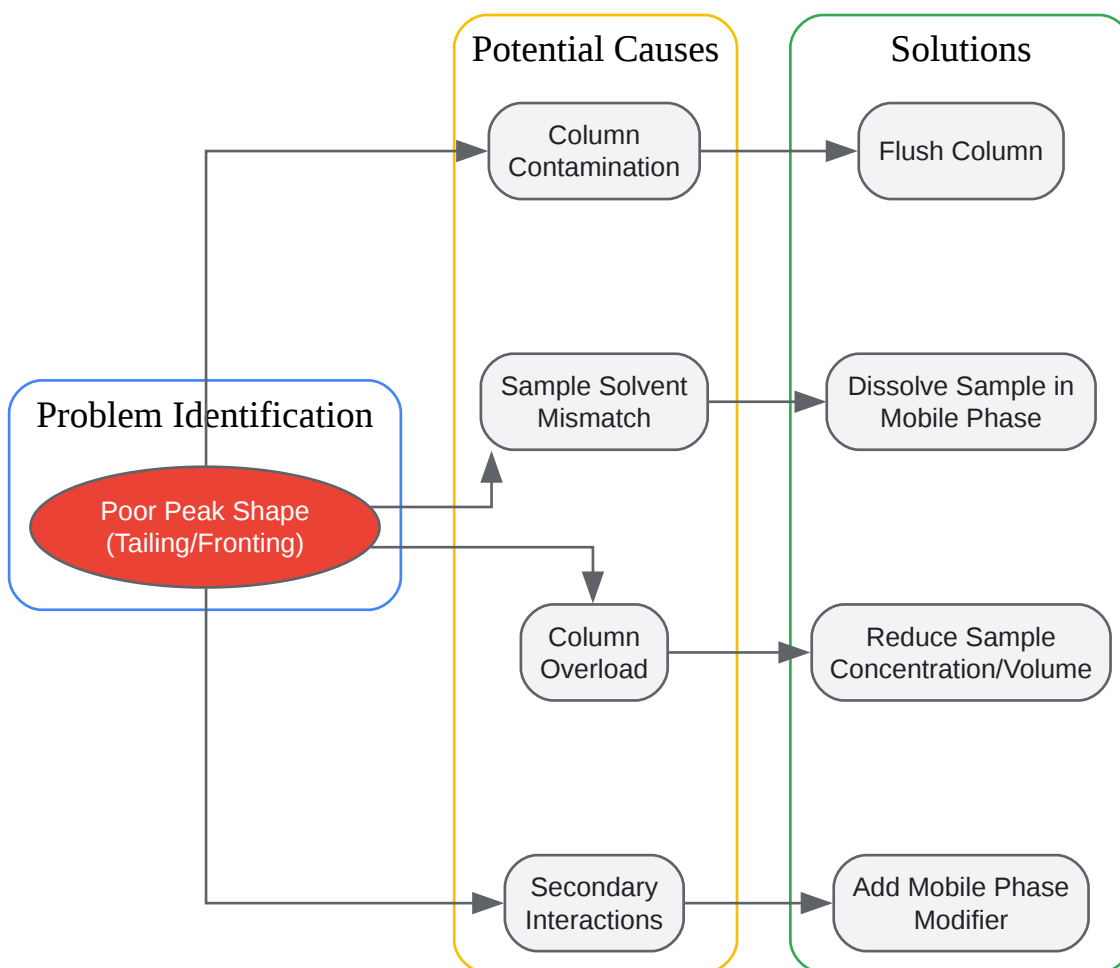 Potential Causes
Solutions
Column
Contamination
Flush Column
Problem Identification
Sample Solvent
Mismatch
Dissolve Sample in
Mobile Phase
Poor Peak Shape
(Tailing/Fronting)
Column
Overload
Reduce Sample
Concentration/Volume
Secondary
Interactions
Add Mobile Phase
Modifier